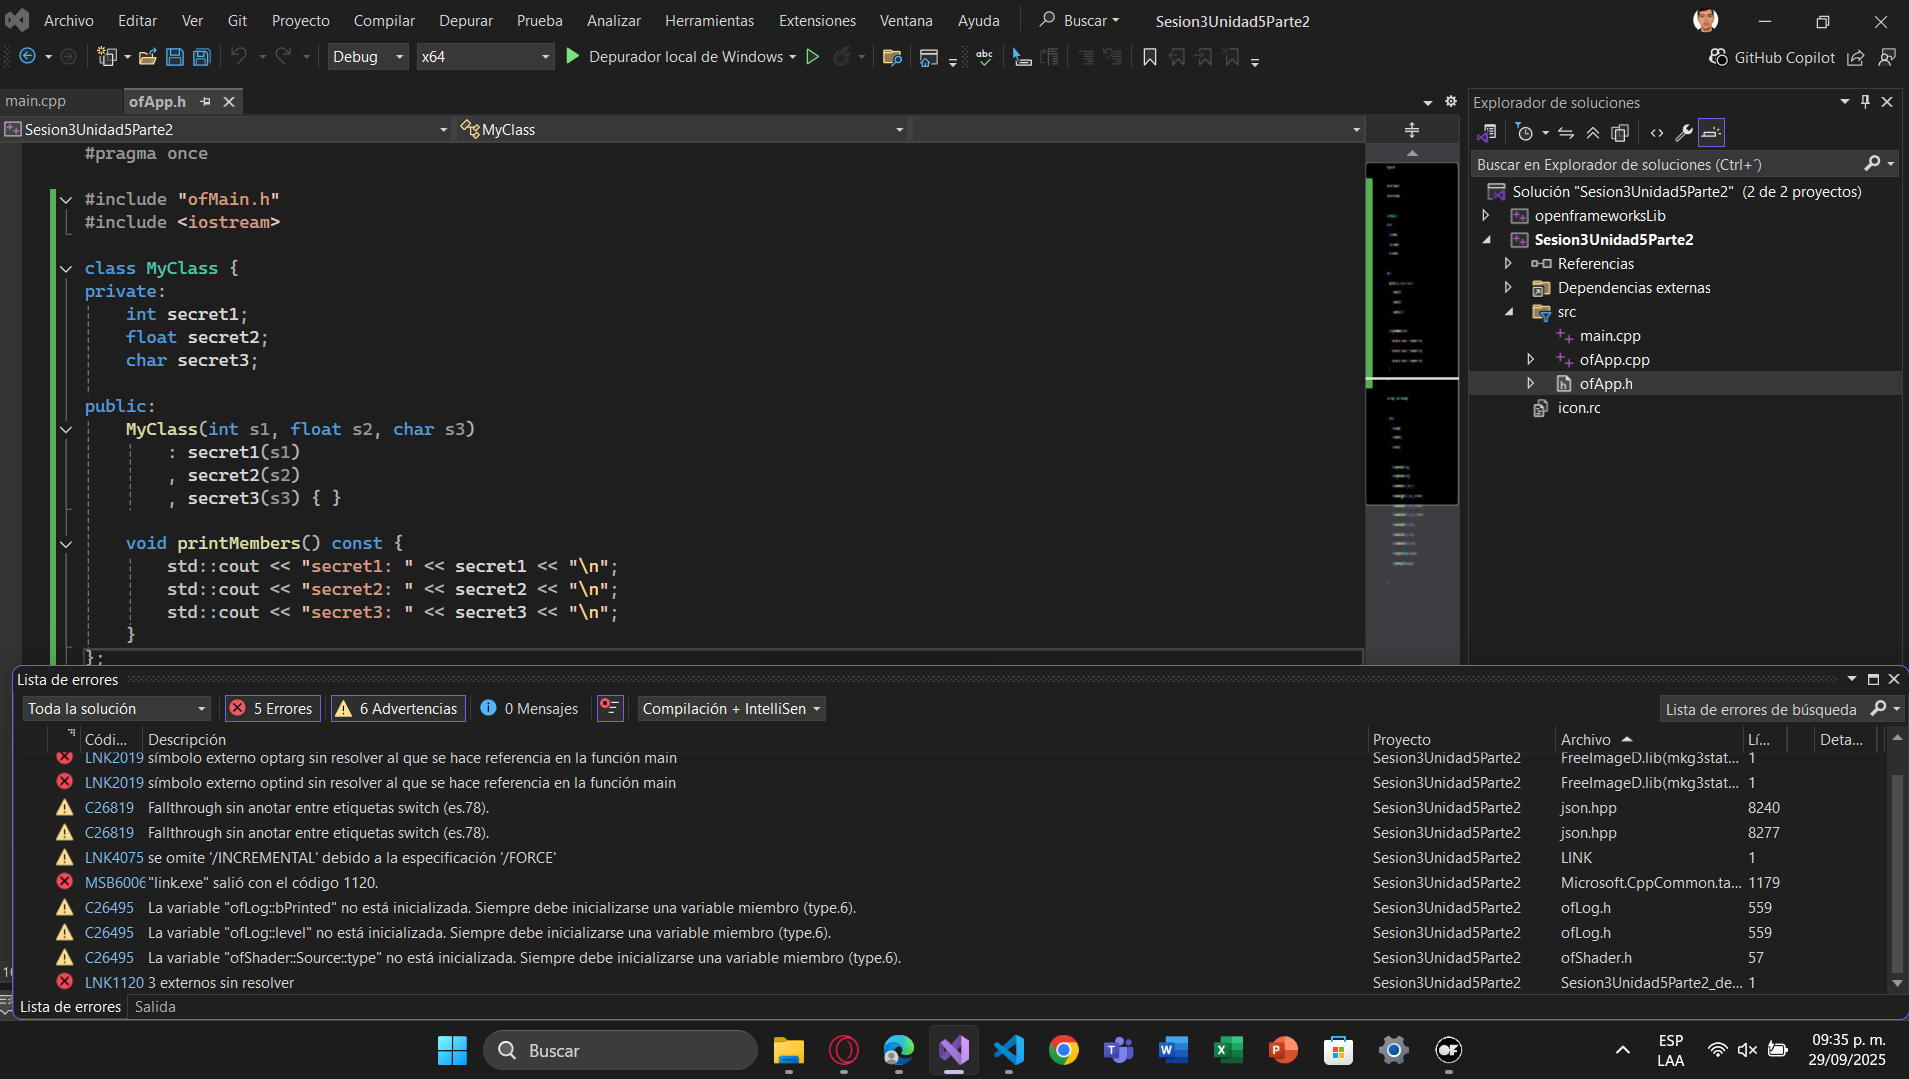 Archivo Editar Ver Git Proyecto Compilar Depurar Prueba Analizar Herramientas Extensiones Ventana Ayuda Buscar Sesion3Unidad5Parte2
Debug x64 Depurador local de Windows abc GitHub Copilot
main.cpp ofApp.h
Sesion3Unidad5Parte2 MyClass
#pragma once
#include "ofMain.h"
#include <iostream>
class MyClass {
private:
int secret1;
float secret2;
char secret3;
public:
MyClass(int s1, float s2, char s3)
: secret1(s1)
, secret2(s2)
, secret3(s3) { }
void printMembers() const {
std::cout << "secret1: " << secret1 << "\n";
std::cout << "secret2: " << secret2 << "\n";
std::cout << "secret3: " << secret3 << "\n";
}
};
Explorador de soluciones
Buscar en Explorador de soluciones (Ctrl+´)
Solución "Sesion3Unidad5Parte2" (2 de 2 proyectos)
openframeworksLib
Sesion3Unidad5Parte2
Referencias
Dependencias externas
src
main.cpp
ofApp.cpp
ofApp.h
icon.rc
Lista de errores
Toda la solución 5 Errores 6 Advertencias 0 Mensajes Compilación + IntelliSen Lista de errores de búsqueda
Códi... Descripción Proyecto Archivo Lí... Deta...
LNK2019 símbolo externo optarg sin resolver al que se hace referencia en la función main Sesion3Unidad5Parte2 FreeImageD.lib(mkg3stat... 1
LNK2019 símbolo externo optind sin resolver al que se hace referencia en la función main Sesion3Unidad5Parte2 FreeImageD.lib(mkg3stat... 1
C26819 Fallthrough sin anotar entre etiquetas switch (es.78). Sesion3Unidad5Parte2 json.hpp 8240
C26819 Fallthrough sin anotar entre etiquetas switch (es.78). Sesion3Unidad5Parte2 json.hpp 8277
LNK4075 se omite '/INCREMENTAL' debido a la especificación '/FORCE' Sesion3Unidad5Parte2 LINK 1
MSB6006 "link.exe" salió con el código 1120. Sesion3Unidad5Parte2 Microsoft.CppCommon.ta... 1179
C26495 La variable "ofLog::bPrinted" no está inicializada. Siempre debe inicializarse una variable miembro (type.6). Sesion3Unidad5Parte2 ofLog.h 559
C26495 La variable "ofLog::level" no está inicializada. Siempre debe inicializarse una variable miembro (type.6). Sesion3Unidad5Parte2 ofLog.h 559
C26495 La variable "ofShader::Source::type" no está inicializada. Siempre debe inicializarse una variable miembro (type.6). Sesion3Unidad5Parte2 ofShader.h 57
LNK1120 3 externos sin resolver Sesion3Unidad5Parte2 Sesion3Unidad5Parte2_de... 1
Lista de errores Salida
Buscar
ESP
LAA
09:35 p. m.
29/09/2025